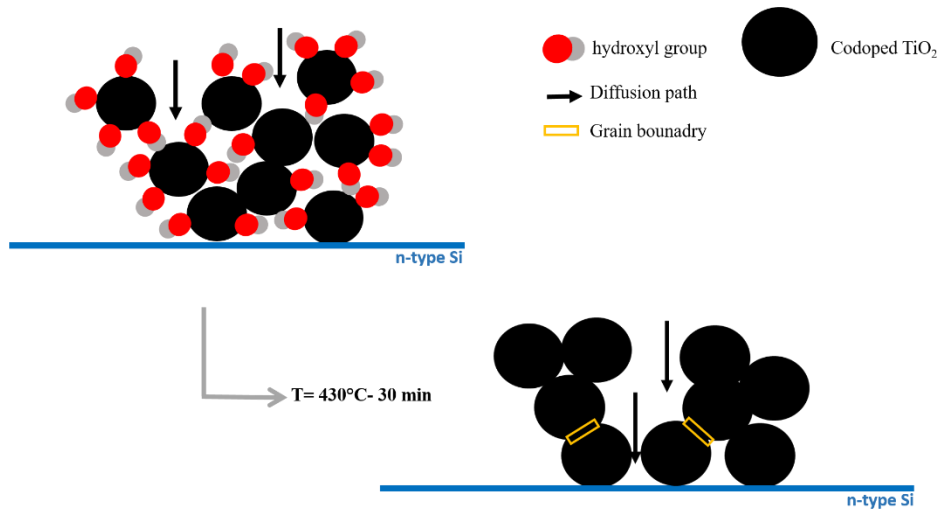 hydroxyl group
Codoped TiO₂
Diffusion path
Grain bounadry
n-type Si
T= 430°C- 30 min
n-type Si